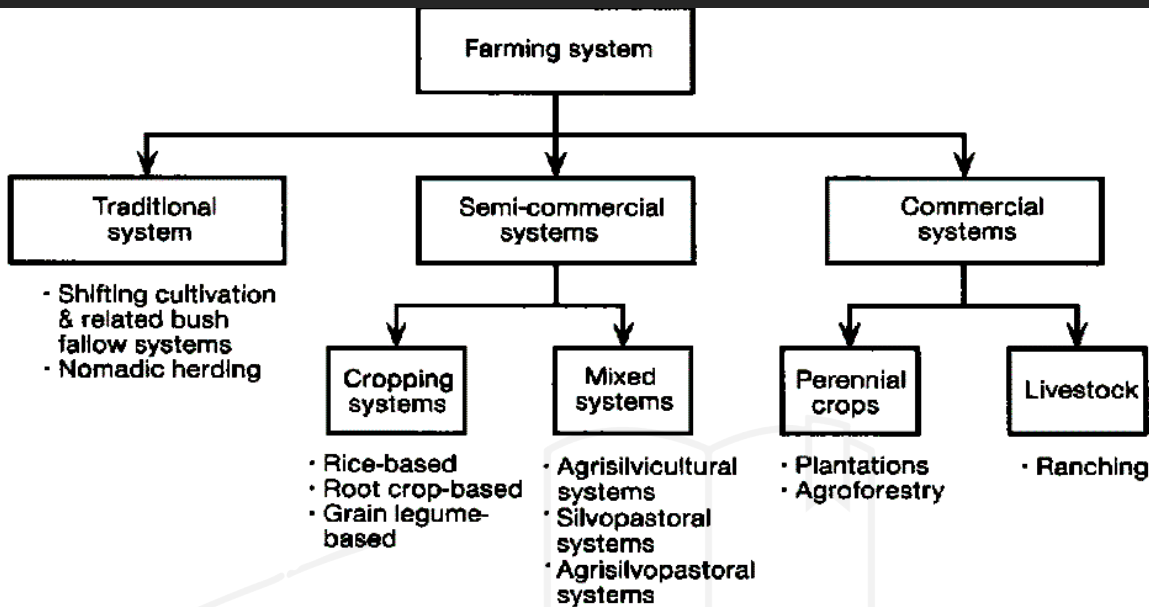 Farming system
Traditional
system
· Shifting cultivation
& related bush
fallow systems
· Nomadic herding
Semi-commercial
systems
Cropping
systems
· Rice-based
· Root crop-based
· Grain legume-
based
Mixed
systems
· Agrisilvicultural
systems
· Silvopastoral
systems
· Agrisilvopastoral
systems
Commercial
systems
Perennial
crops
· Plantations
· Agroforestry
Livestock
· Ranching